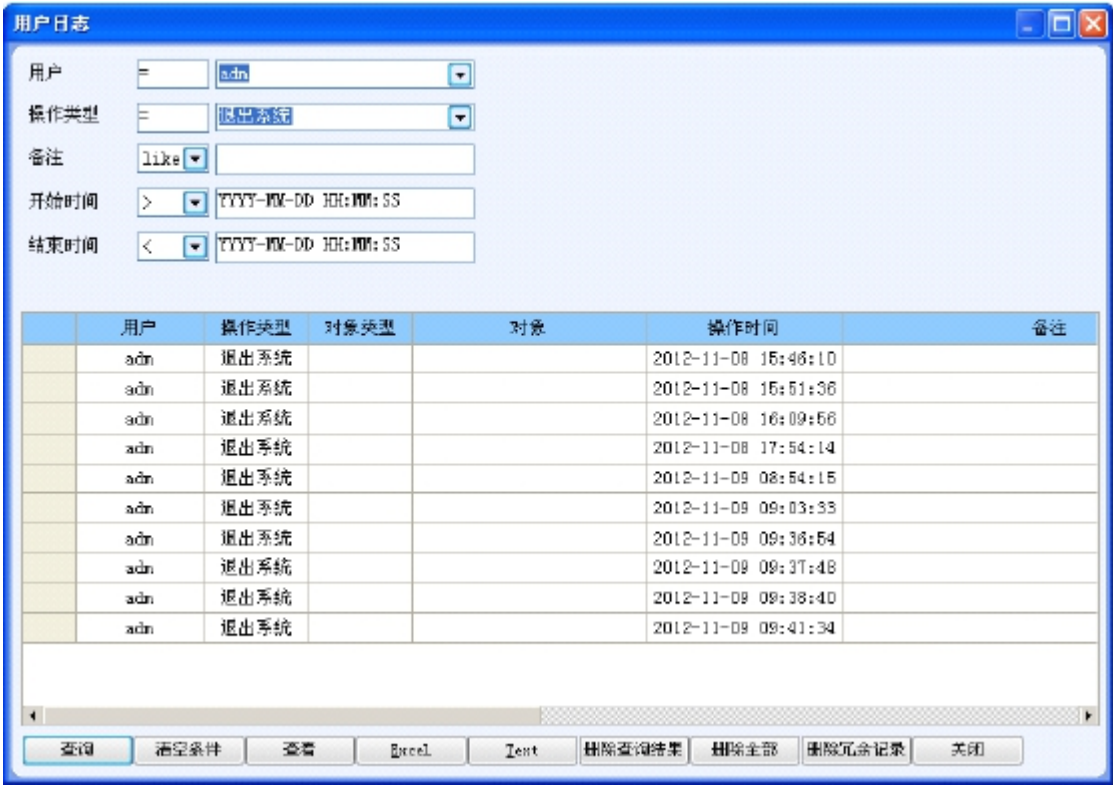 用户日志
用户 = adm
操作类型 = 退出系统
备注 like
开始时间 > YYYY-MM-DD HH:MM:SS
结束时间 < YYYY-MM-DD HH:MM:SS
用户 操作类型 对象类型 对象 操作时间 备注
adm 退出系统 2012-11-08 15:46:10
adm 退出系统 2012-11-08 15:51:36
adm 退出系统 2012-11-08 16:09:56
adm 退出系统 2012-11-08 17:54:14
adm 退出系统 2012-11-09 08:54:15
adm 退出系统 2012-11-09 09:03:33
adm 退出系统 2012-11-09 09:36:54
adm 退出系统 2012-11-09 09:37:48
adm 退出系统 2012-11-09 09:38:40
adm 退出系统 2012-11-09 09:41:34
查询 清空条件 查看 Excel Text 删除查询结果 删除全部 删除冗余记录 关闭